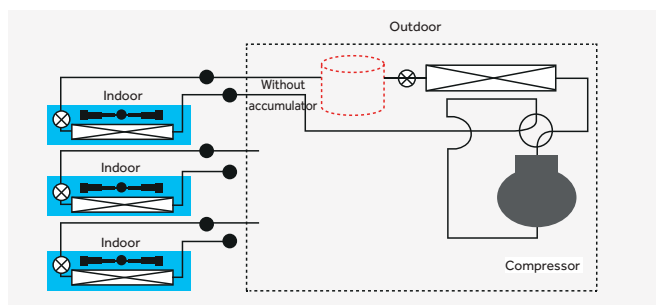 Outdoor
Indoor
Without
accumulator
Indoor
Indoor
Compressor